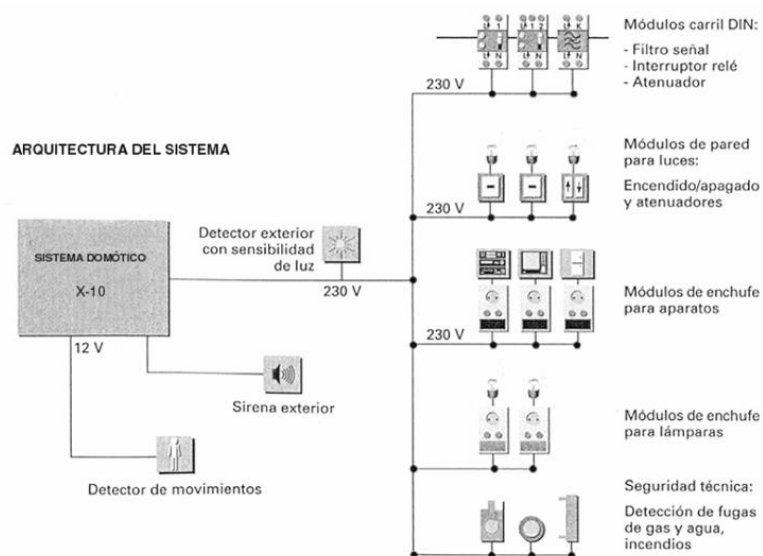 Módulos carril DIN:
- Filtro señal
- Interruptor relé
- Atenuador
230 V
ARQUITECTURA DEL SISTEMA
Módulos de pared
para luces:
Encendido/apagado
y atenuadores
230 V
Detector exterior
con sensibilidad
de luz
230 V
SISTEMA DOMÓTICO
X-10
12 V
Módulos de enchufe
para aparatos
230 V
Sirena exterior
Módulos de enchufe
para lámparas
Detector de movimientos
Seguridad técnica:
Detección de fugas
de gas y agua,
incendios